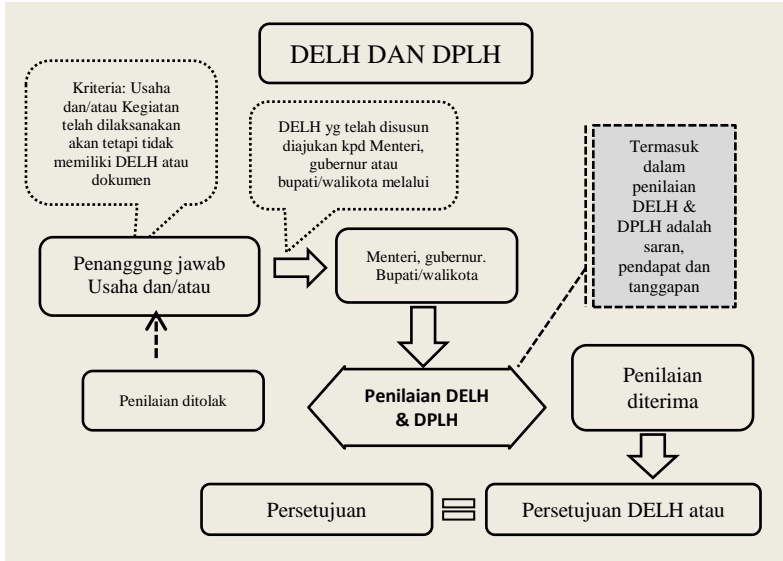 DELH DAN DPLH
Kriteria: Usaha
dan/atau Kegiatan
telah dilaksanakan
akan tetapi tidak
memiliki DELH atau
dokumen
DELH yg telah disusun
diajukan kpd Menteri,
gubernur atau
bupati/walikota melalui
Termasuk
dalam
penilaian
DELH &
DPLH adalah
saran,
pendapat dan
tanggapan
Penanggung jawab
Usaha dan/atau
Menteri, gubernur.
Bupati/walikota
Penilaian ditolak
Penilaian DELH
& DPLH
Penilaian
diterima
Persetujuan
Persetujuan DELH atau